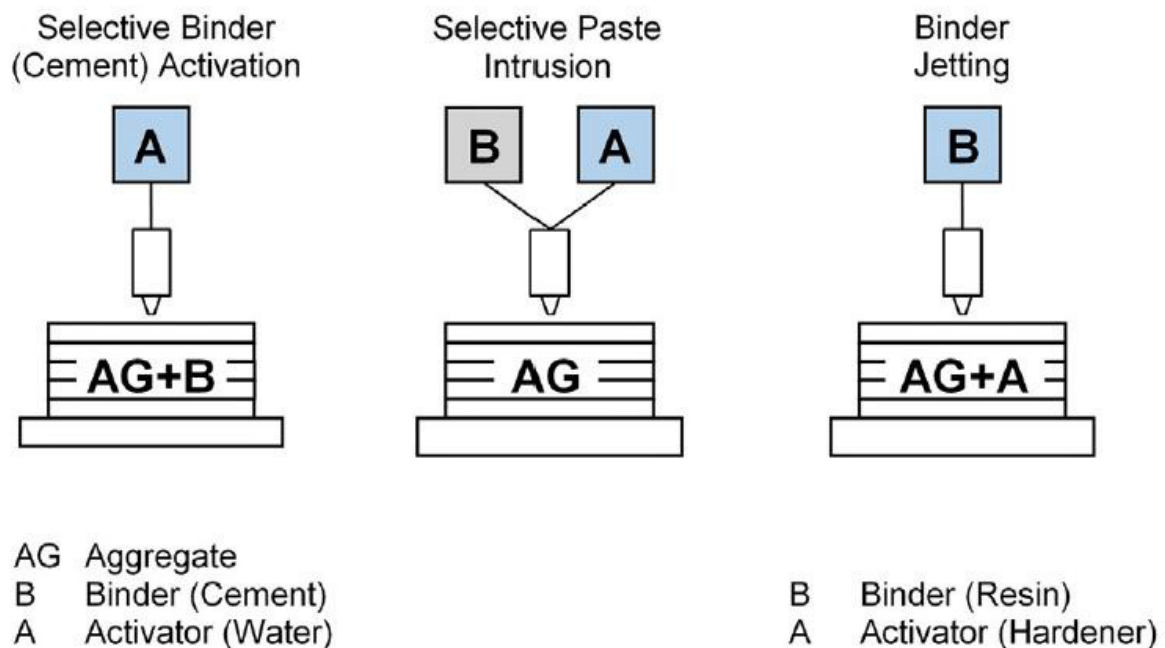 Selective Binder
(Cement) Activation
Selective Paste
Intrusion
Binder
Jetting
A
B
A
B
AG+B
AG
AG+A
AG Aggregate
B Binder (Cement)
A Activator (Water)
B Binder (Resin)
A Activator (Hardener)